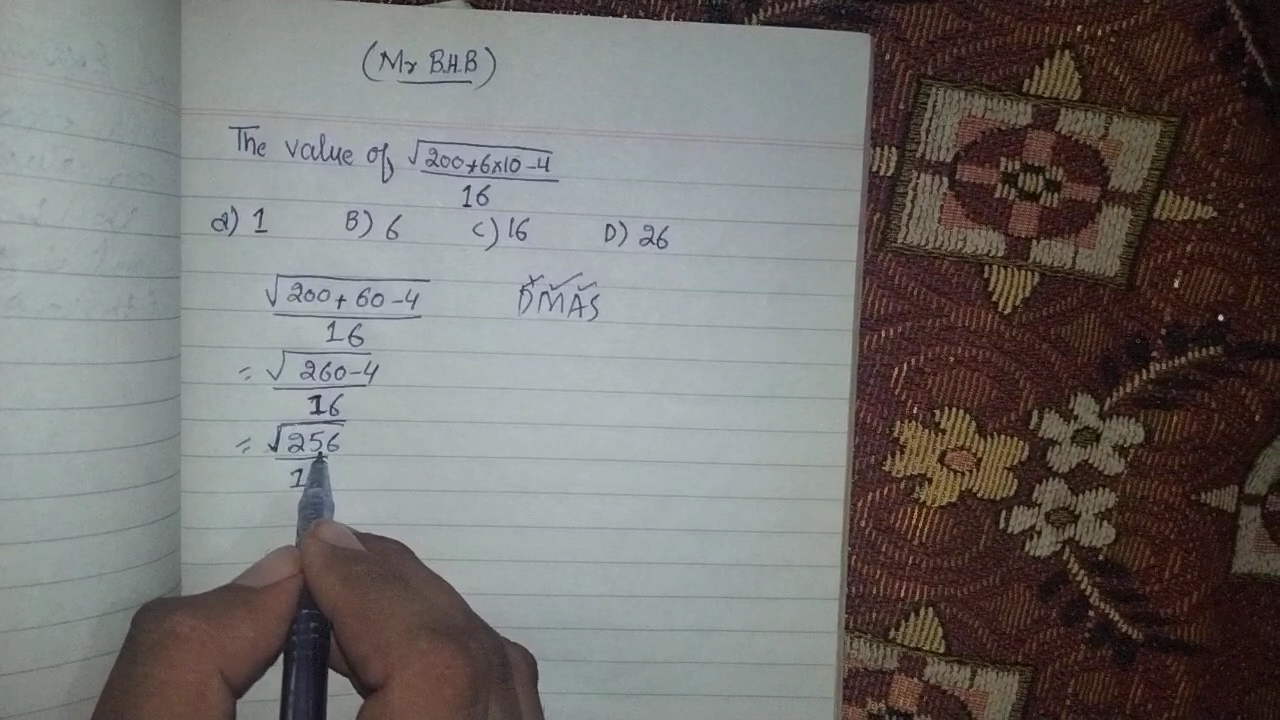 (Mr B.H.B)
The value of √200+6×10-4
16
a) 1 B) 6 C) 16 D) 26
√200+60-4 DMAS
16
= √260-4
16
= √256
1